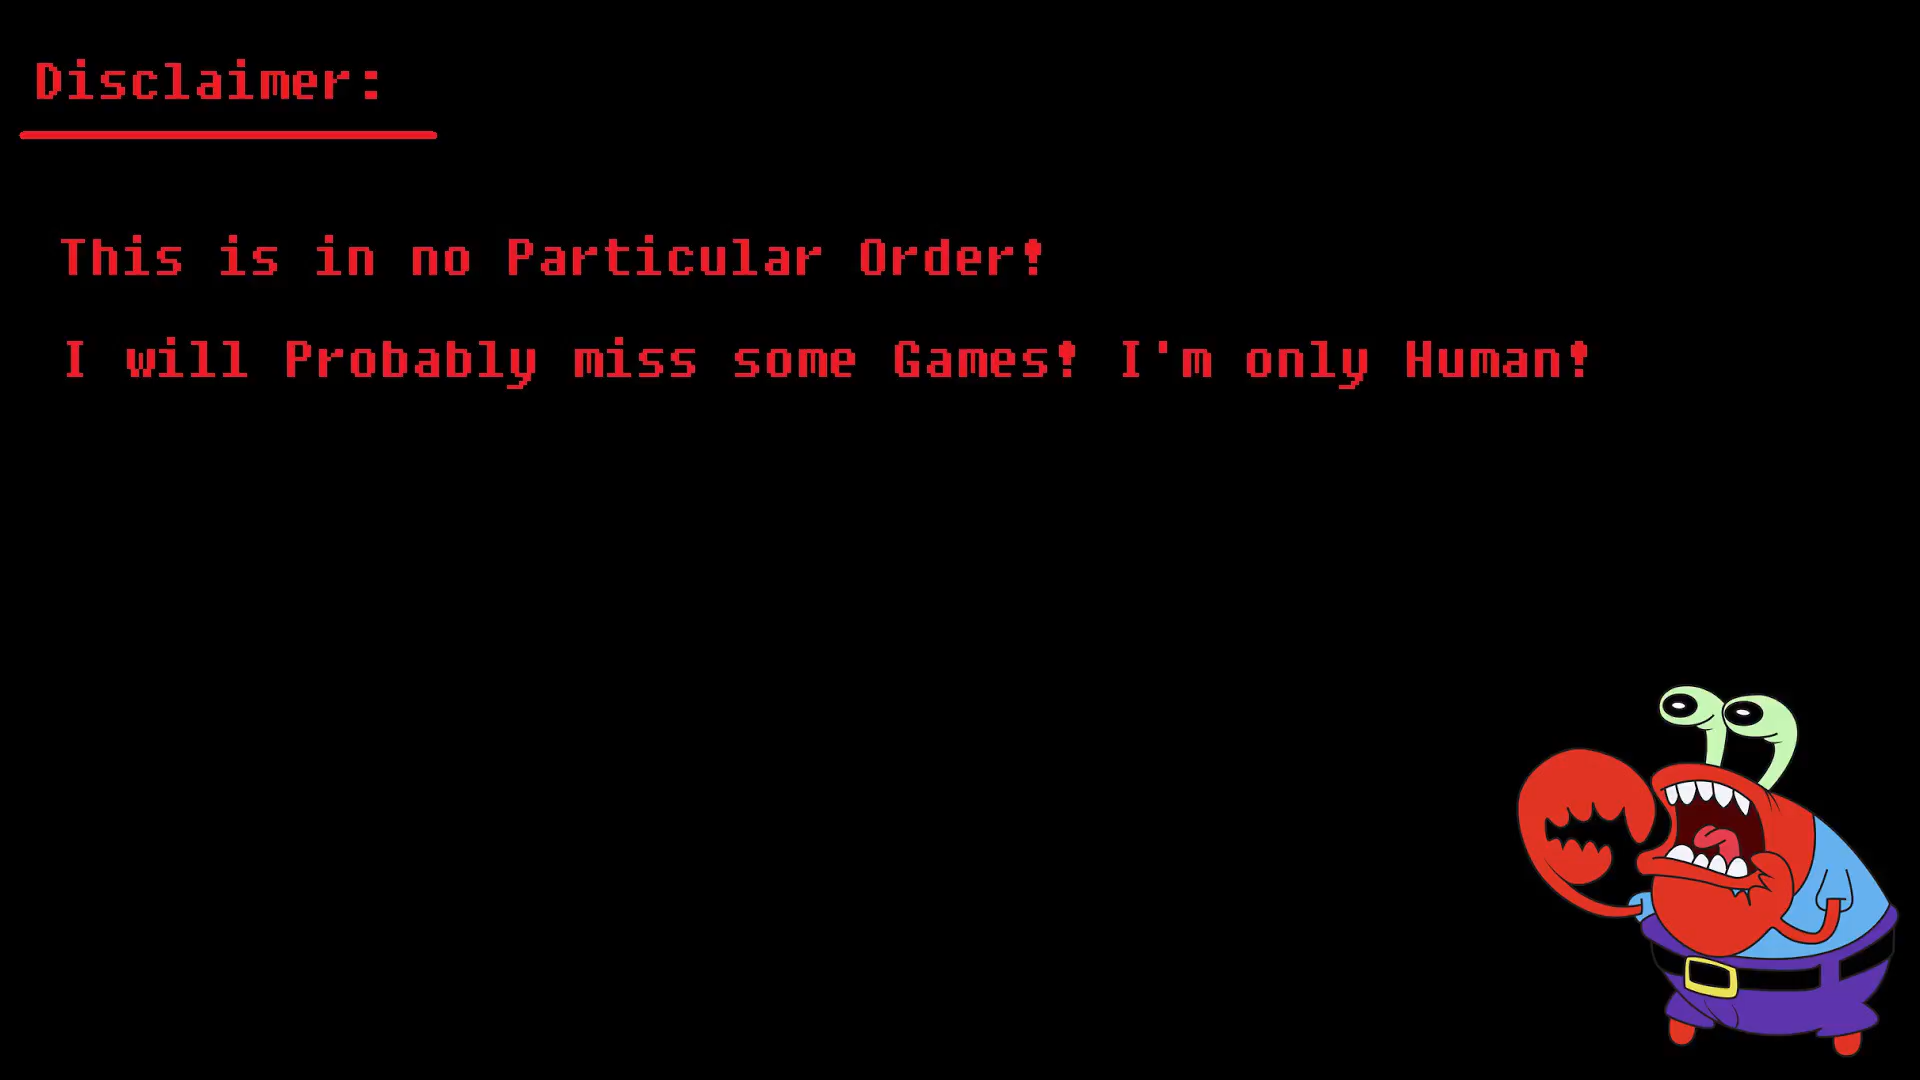 Disclaimer:
This is in no Particular Order!
I will Probably miss some Games! I'm only Human!